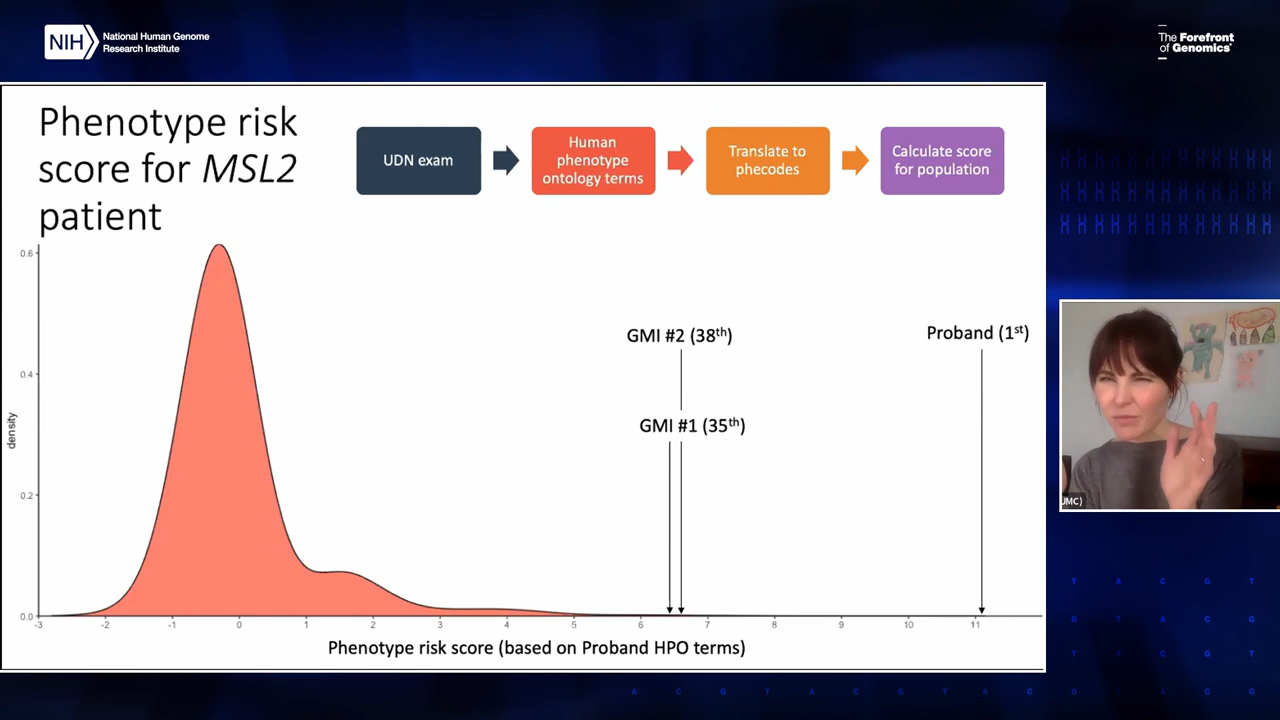 NIH
National Human Genome
Research Institute
The Forefront
of Genomics®
Phenotype risk
score for MSL2
patient
UDN exam
Human
phenotype
ontology terms
Translate to
phecodes
Calculate score
for population
0.6
0.4
0.2
0.0
density
GMI #2 (38th)
GMI #1 (35th)
Proband (1st)
-3 -2 -1 0 1 2 3 4 5 6 7 8 9 10 11
Phenotype risk score (based on Proband HPO terms)
JMC)
T A C G T
G T A C G
T A C G T
A C G T A C G T A C G T A C G